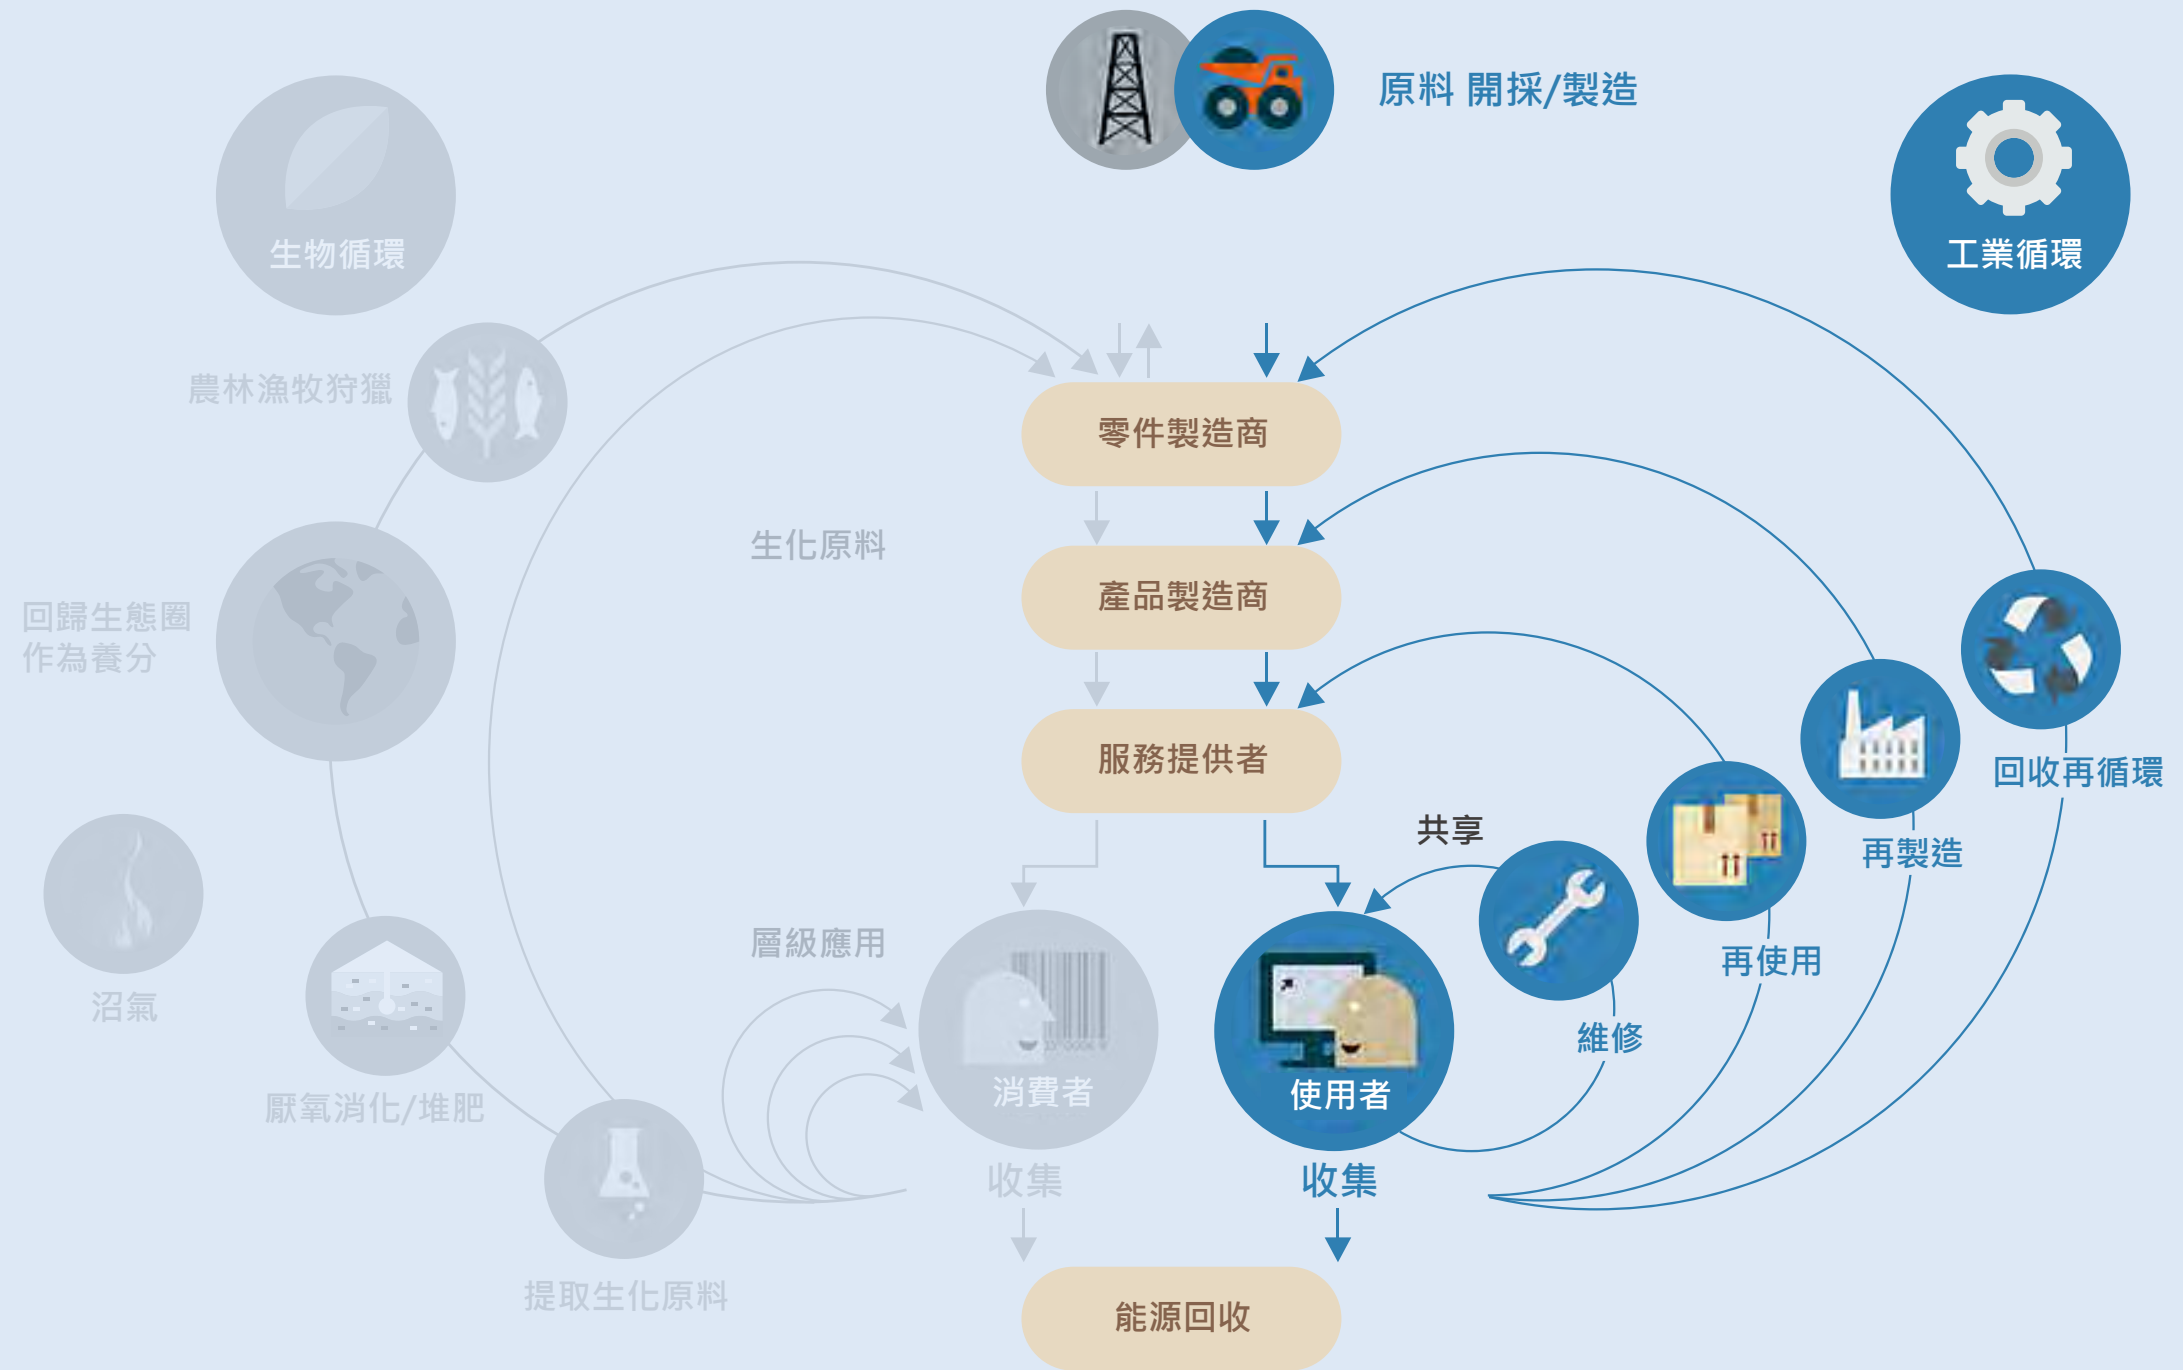 原料 開採/製造
生物循環
工業循環
農林漁牧狩獵
零件製造商
生化原料
產品製造商
回歸生態圈
作為養分
服務提供者
回收再循環
共享
再製造
層級應用
再使用
沼氣
維修
消費者
使用者
厭氧消化/堆肥
收集
收集
提取生化原料
能源回收